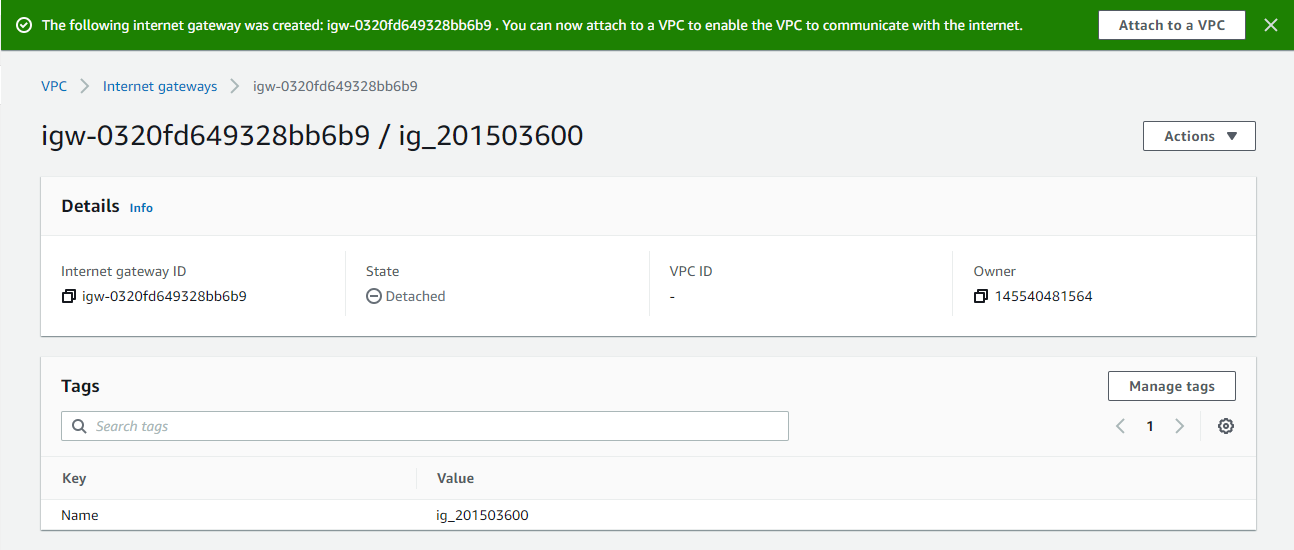 The following internet gateway was created: igw-0320fd649328bb6b9 . You can now attach to a VPC to enable the VPC to communicate with the internet.
Attach to a VPC
VPC
Internet gateways
igw-0320fd649328bb6b9
igw-0320fd649328bb6b9 / ig_201503600
Actions
Details Info
Internet gateway ID
igw-0320fd649328bb6b9
State
Detached
VPC ID
-
Owner
145540481564
Tags
Manage tags
Search tags
1
Key Value
Name ig_201503600